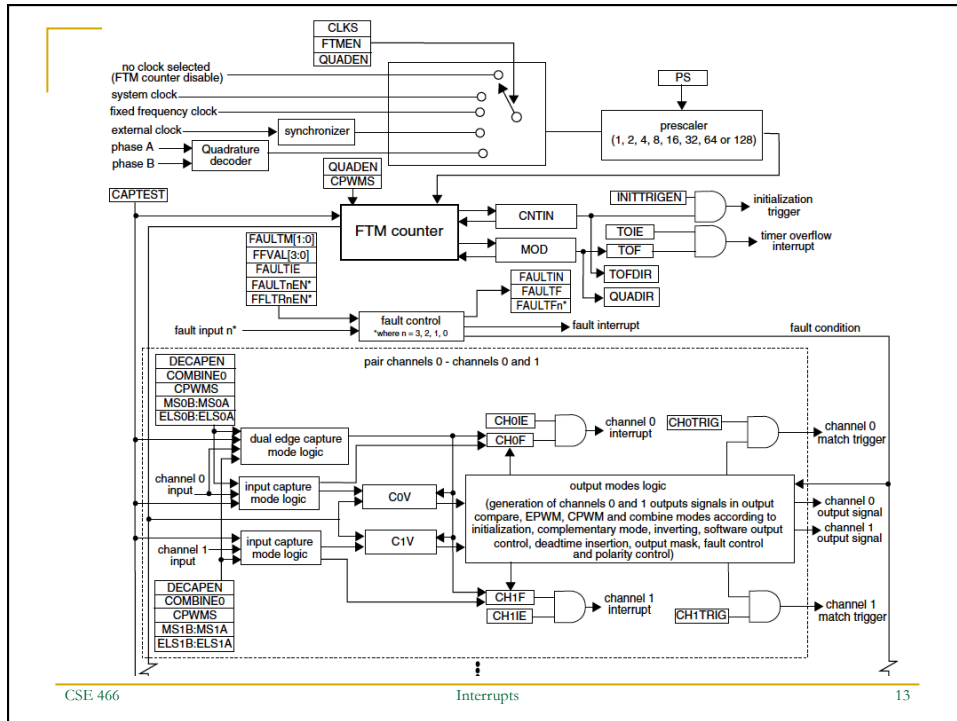 CLKS
FTMEN
QUADEN
no clock selected
(FTM counter disable)
system clock
fixed frequency clock
external clock
synchronizer
phase A
phase B
Quadrature
decoder
PS
prescaler
(1, 2, 4, 8, 16, 32, 64 or 128)
QUADEN
CPWMS
CAPTEST
FTM counter
CNTIN
MOD
INITTRIGEN
initialization
trigger
TOIE
TOF
timer overflow
interrupt
TOFDIR
QUADIR
FAULTM[1:0]
FFVAL[3:0]
FAULTIE
FAULTnEN*
FFLTRnEN*
FAULTIN
FAULTF
FAULTFn*
fault input n*
fault control
*where n = 3, 2, 1, 0
fault interrupt
fault condition
pair channels 0 - channels 0 and 1
DECAPEN
COMBINE0
CPWMS
MS0B:MS0A
ELS0B:ELS0A
dual edge capture
mode logic
channel 0
input
input capture
mode logic
C0V
CH0IE
CH0F
channel 0
interrupt
CH0TRIG
channel 0
match trigger
output modes logic
(generation of channels 0 and 1 outputs signals in output
compare, EPWM, CPWM and combine modes according to
initialization, complementary mode, inverting, software output
control, deadtime insertion, output mask, fault control
and polarity control)
channel 0
output signal
channel 1
output signal
channel 1
input
input capture
mode logic
C1V
DECAPEN
COMBINE0
CPWMS
MS1B:MS1A
ELS1B:ELS1A
CH1F
CH1IE
channel 1
interrupt
CH1TRIG
channel 1
match trigger
CSE 466
Interrupts
13